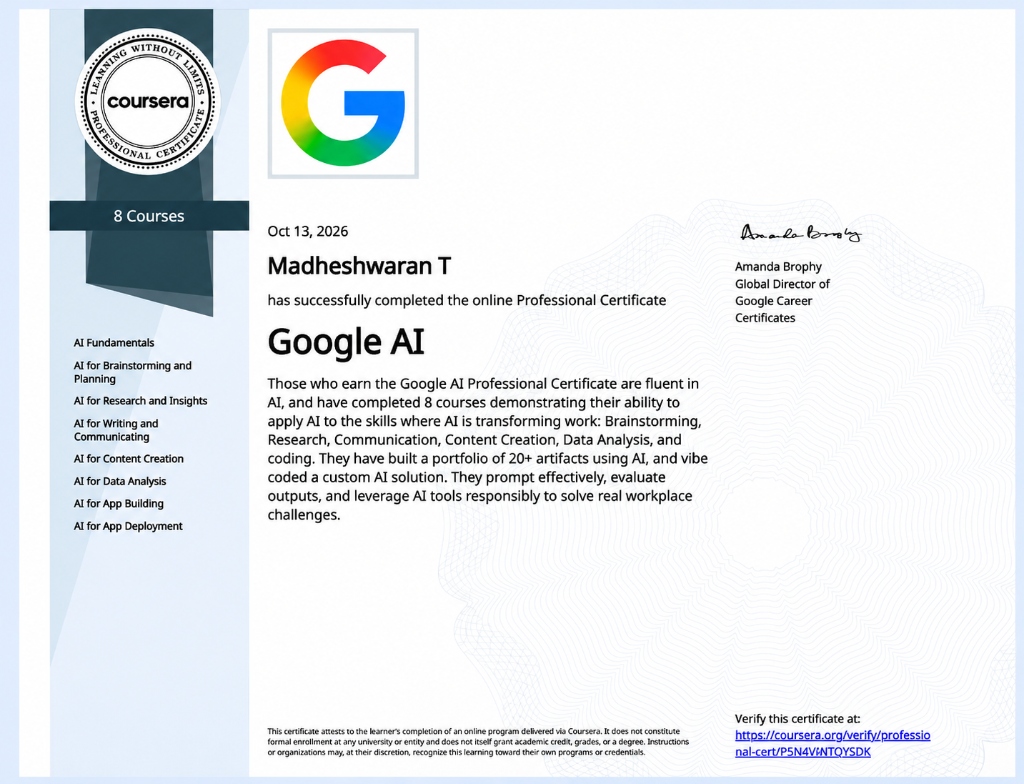 LEARNING WITHOUT LIMITS
coursera
PROFESSIONAL CERTIFICATE
8 Courses
AI Fundamentals
AI for Brainstorming and
Planning
AI for Research and Insights
AI for Writing and
Communicating
AI for Content Creation
AI for Data Analysis
AI for App Building
AI for App Deployment
Oct 13, 2026
Madheshwaran T
has successfully completed the online Professional Certificate
Google AI
Those who earn the Google AI Professional Certificate are fluent in
AI, and have completed 8 courses demonstrating their ability to
apply AI to the skills where AI is transforming work: Brainstorming,
Research, Communication, Content Creation, Data Analysis, and
coding. They have built a portfolio of 20+ artifacts using AI, and vibe
coded a custom AI solution. They prompt effectively, evaluate
outputs, and leverage AI tools responsibly to solve real workplace
challenges.
Amanda Brophy
Amanda Brophy
Global Director of
Google Career
Certificates
This certificate attests to the learner's completion of an online program delivered via Coursera. It does not constitute
formal enrollment at any university or entity and does not itself grant academic credit, grades, or a degree. Instructions
or organizations may, at their discretion, recognize this learning toward their own programs or credentials.
Verify this certificate at:
https://coursera.org/verify/professio